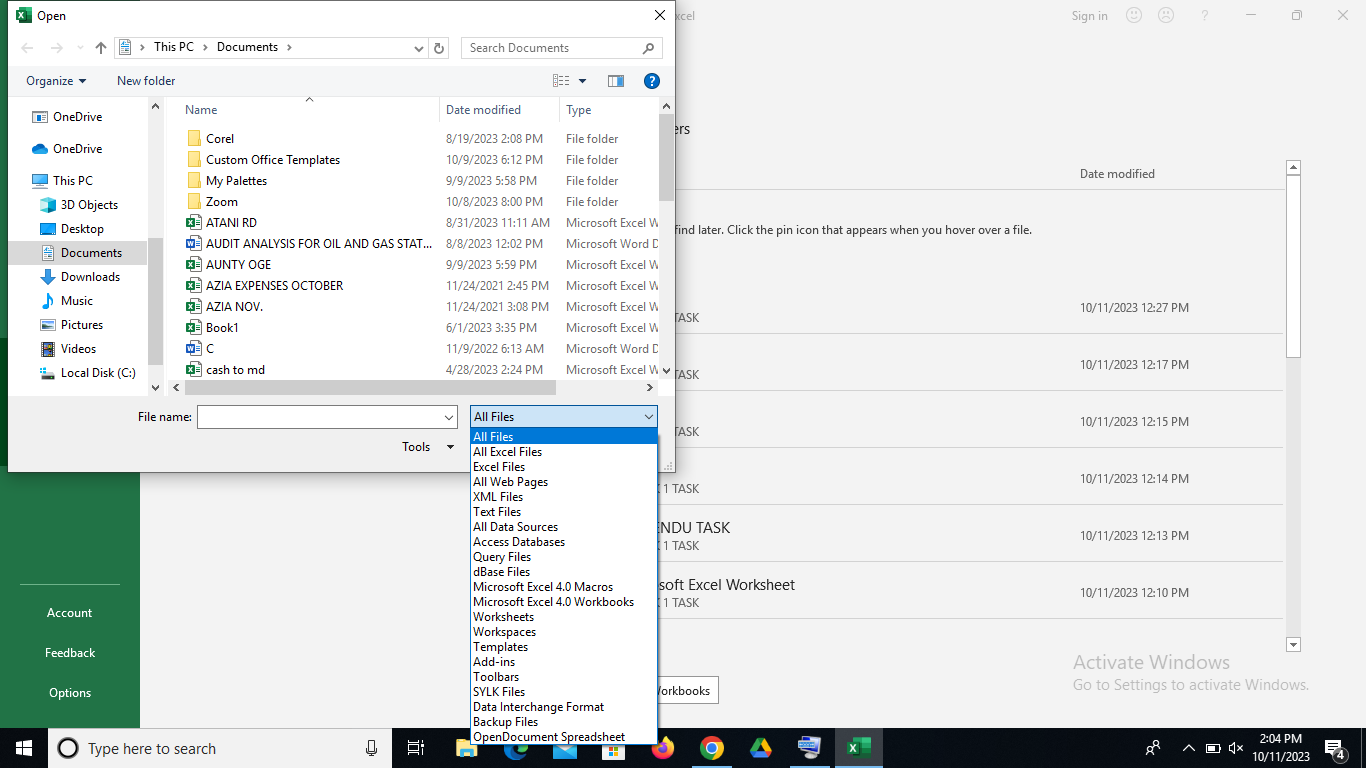 Open
xcel
Sign in
?
This PC
Documents
Search Documents
Organize
New folder
?
Name
Date modified
Type
OneDrive
OneDrive
This PC
3D Objects
Desktop
Documents
Downloads
Music
Pictures
Videos
Local Disk (C:)
Corel 8/19/2023 2:08 PM File folder
Custom Office Templates 10/9/2023 6:12 PM File folder
My Palettes 9/9/2023 5:58 PM File folder
Zoom 10/8/2023 8:00 PM File folder
ATANI RD 8/31/2023 11:11 AM Microsoft Excel W
AUDIT ANALYSIS FOR OIL AND GAS STAT... 8/8/2023 12:02 PM Microsoft Word D
AUNTY OGE 9/9/2023 5:59 PM Microsoft Excel W
AZIA EXPENSES OCTOBER 11/24/2021 2:45 PM Microsoft Excel W
AZIA NOV. 11/24/2021 3:08 PM Microsoft Excel W
Book1 6/1/2023 3:35 PM Microsoft Excel W
C 11/9/2022 6:13 AM Microsoft Word D
cash to md 4/28/2023 2:24 PM Microsoft Excel W
File name:
All Files
Tools
All Files
All Excel Files
Excel Files
All Web Pages
XML Files
Text Files
All Data Sources
Access Databases
Query Files
dBase Files
Microsoft Excel 4.0 Macros
Microsoft Excel 4.0 Workbooks
Worksheets
Workspaces
Templates
Add-ins
Toolbars
SYLK Files
Data Interchange Format
Backup Files
OpenDocument Spreadsheet
ers
Date modified
find later. Click the pin icon that appears when you hover over a file.
10/11/2023 12:27 PM
TASK
10/11/2023 12:17 PM
TASK
10/11/2023 12:15 PM
TASK
10/11/2023 12:14 PM
1 TASK
ENDU TASK
10/11/2023 12:13 PM
1 TASK
soft Excel Worksheet
10/11/2023 12:10 PM
1 TASK
Workbooks
Account
Feedback
Options
Activate Windows
Go to Settings to activate Windows.
Type here to search
2:04 PM
10/11/2023
4